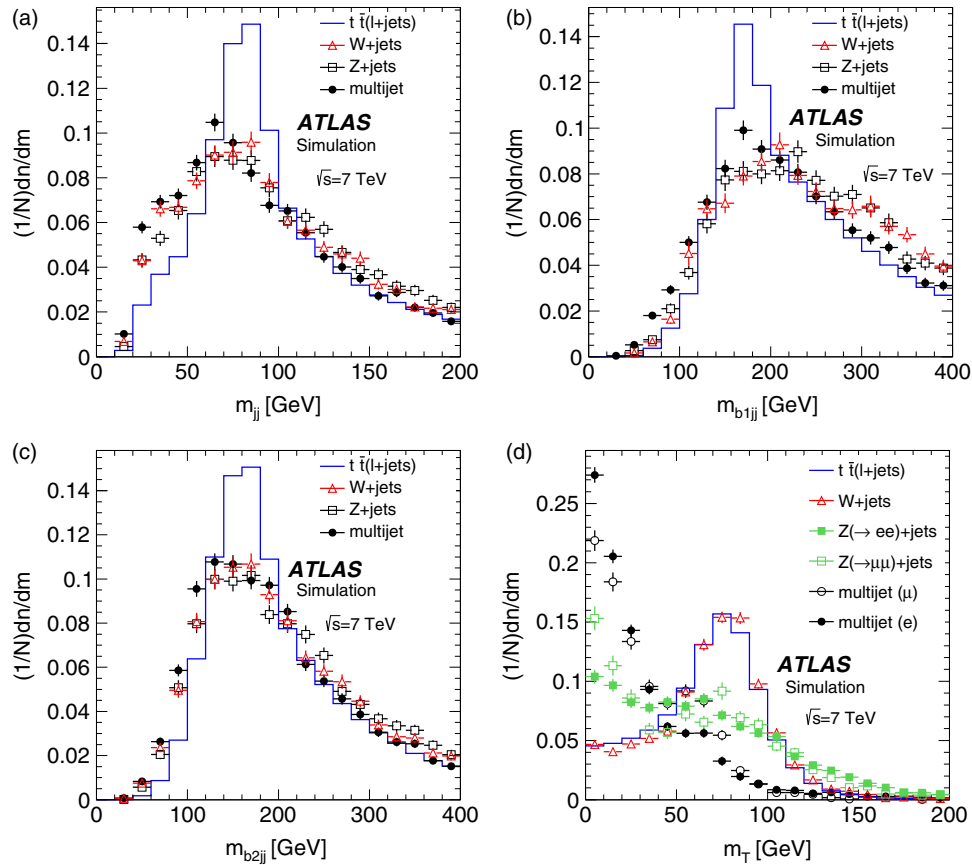 (a)
t t̄(l+jets)
W+jets
Z+jets
multijet
ATLAS
Simulation
√s=7 TeV
(1/N)dn/dm
0.14
0.12
0.1
0.08
0.06
0.04
0.02
0
0 50 100 150 200
m_jj [GeV]
(b)
t t̄(l+jets)
W+jets
Z+jets
multijet
ATLAS
Simulation
√s=7 TeV
(1/N)dn/dm
0.14
0.12
0.1
0.08
0.06
0.04
0.02
0
0 100 200 300 400
m_b1jj [GeV]
(c)
t t̄(l+jets)
W+jets
Z+jets
multijet
ATLAS
Simulation
√s=7 TeV
(1/N)dn/dm
0.14
0.12
0.1
0.08
0.06
0.04
0.02
0
0 100 200 300 400
m_b2jj [GeV]
(d)
t t̄(l+jets)
W+jets
Z(→ ee)+jets
Z(→μμ)+jets
multijet (μ)
multijet (e)
ATLAS
Simulation
√s=7 TeV
(1/N)dn/dm
0.25
0.2
0.15
0.1
0.05
0
0 50 100 150 200
m_T [GeV]